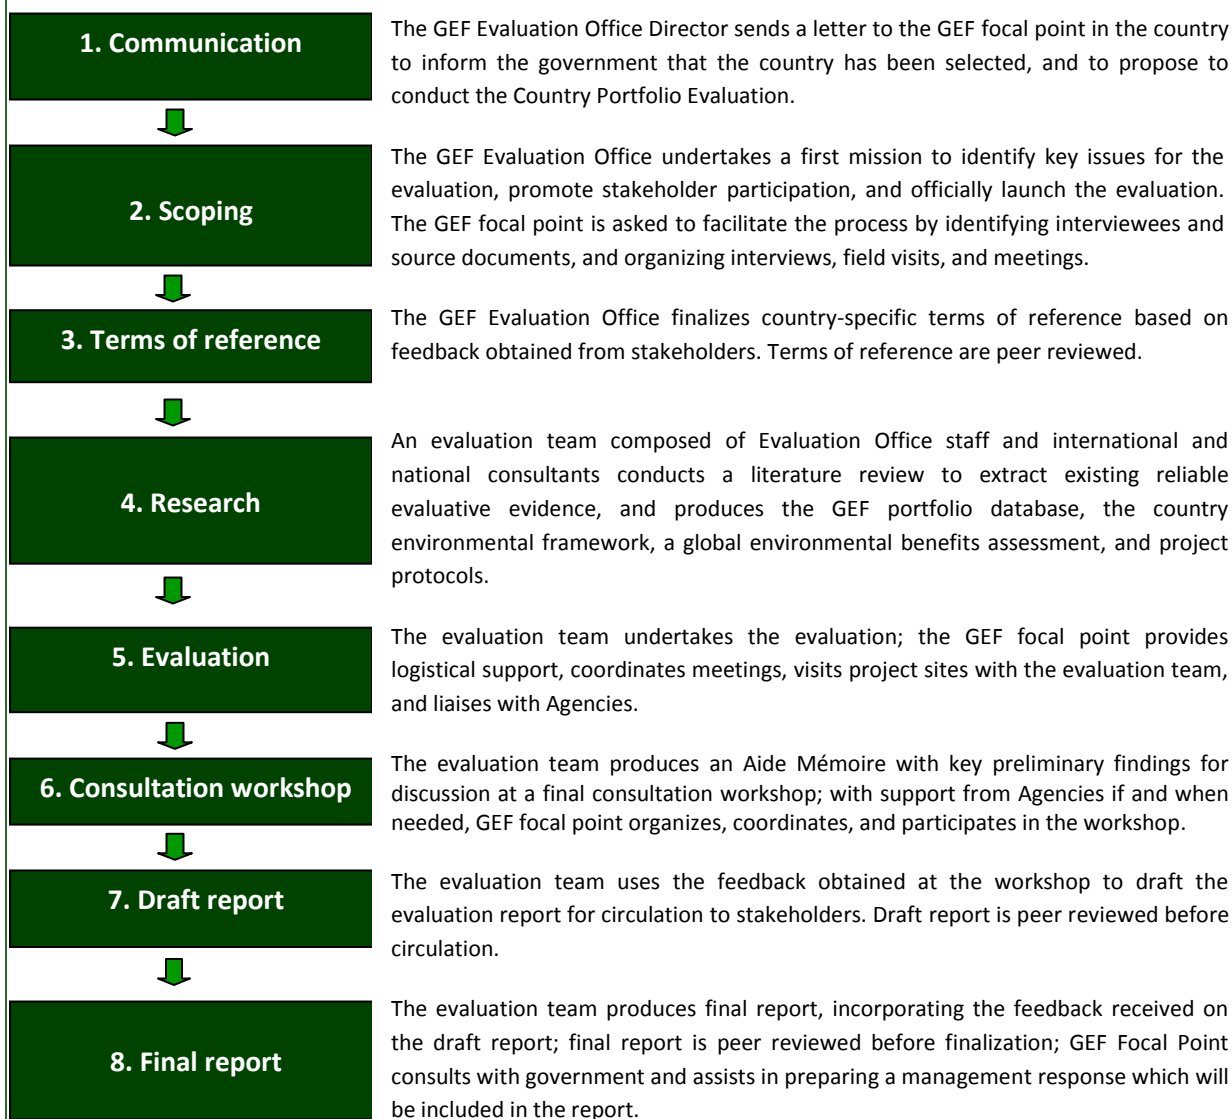 1. Communication
The GEF Evaluation Office Director sends a letter to the GEF focal point in the country
to inform the government that the country has been selected, and to propose to
conduct the Country Portfolio Evaluation.
2. Scoping
The GEF Evaluation Office undertakes a first mission to identify key issues for the
evaluation, promote stakeholder participation, and officially launch the evaluation.
The GEF focal point is asked to facilitate the process by identifying interviewees and
source documents, and organizing interviews, field visits, and meetings.
3. Terms of reference
The GEF Evaluation Office finalizes country-specific terms of reference based on
feedback obtained from stakeholders. Terms of reference are peer reviewed.
4. Research
An evaluation team composed of Evaluation Office staff and international and
national consultants conducts a literature review to extract existing reliable
evaluative evidence, and produces the GEF portfolio database, the country
environmental framework, a global environmental benefits assessment, and project
protocols.
5. Evaluation
The evaluation team undertakes the evaluation; the GEF focal point provides
logistical support, coordinates meetings, visits project sites with the evaluation team,
and liaises with Agencies.
6. Consultation workshop
The evaluation team produces an Aide Mémoire with key preliminary findings for
discussion at a final consultation workshop; with support from Agencies if and when
needed, GEF focal point organizes, coordinates, and participates in the workshop.
7. Draft report
The evaluation team uses the feedback obtained at the workshop to draft the
evaluation report for circulation to stakeholders. Draft report is peer reviewed before
circulation.
8. Final report
The evaluation team produces final report, incorporating the feedback received on
the draft report; final report is peer reviewed before finalization; GEF Focal Point
consults with government and assists in preparing a management response which will
be included in the report.